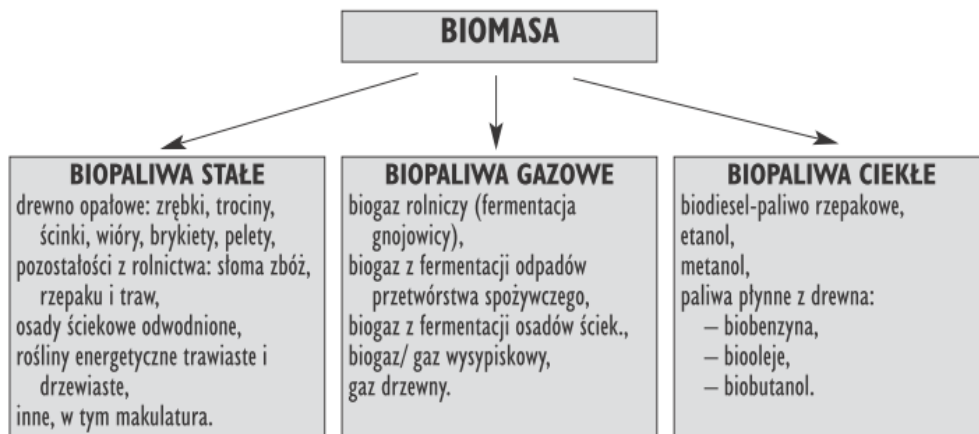 BIOMASA
BIOPALIWA STAŁE
drewno opałowe: zrębki, trociny,
ścinki, wióry, brykiety, pelety,
pozostałości z rolnictwa: słoma zbóż,
rzepaku i traw,
osady ściekowe odwodnione,
rośliny energetyczne trawiaste i
drzewiaste,
inne, w tym makulatura.
BIOPALIWA GAZOWE
biogaz rolniczy (fermentacja
gnojowicy),
biogaz z fermentacji odpadów
przetwórstwa spożywczego,
biogaz z fermentacji osadów ściek.,
biogaz/ gaz wysypiskowy,
gaz drzewny.
BIOPALIWA CIEKŁE
biodiesel-paliwo rzepakowe,
etanol,
metanol,
paliwa płynne z drewna:
– biobenzyna,
– biooleje,
– biobutanol.